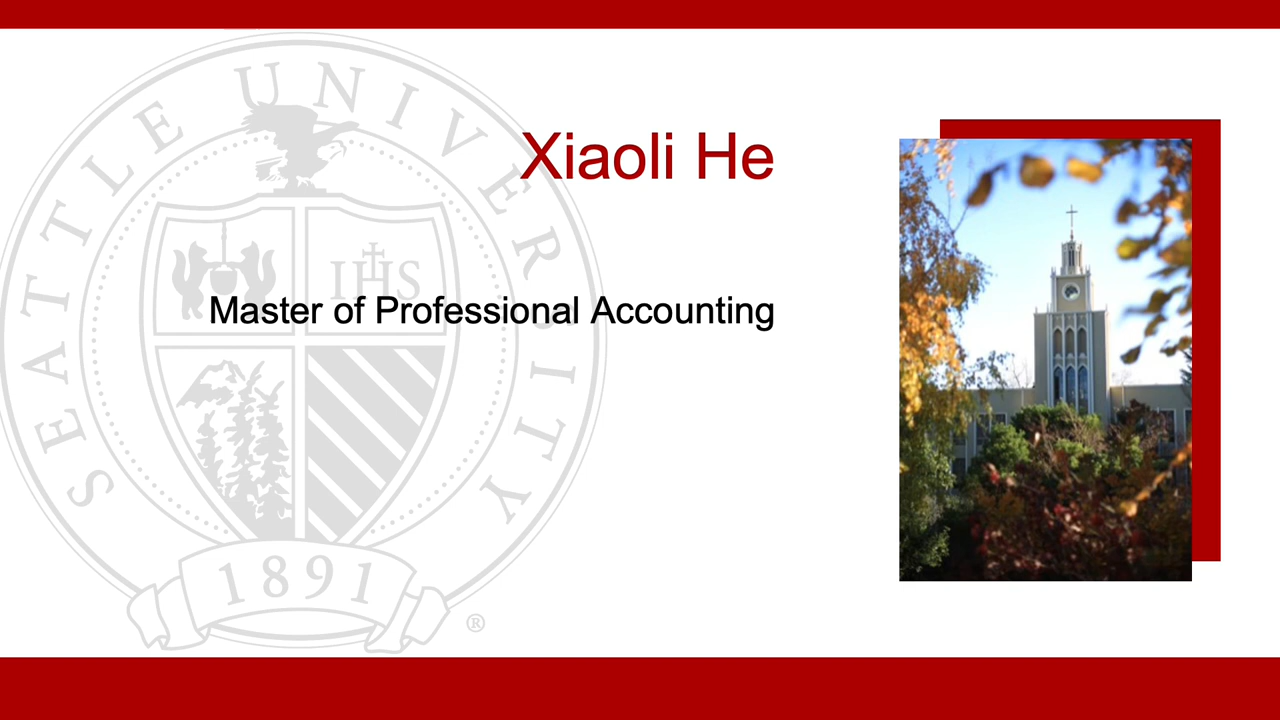 SEATTLE UNIVERSITY
Xiaoli He
IHS
Master of Professional Accounting
1891
®